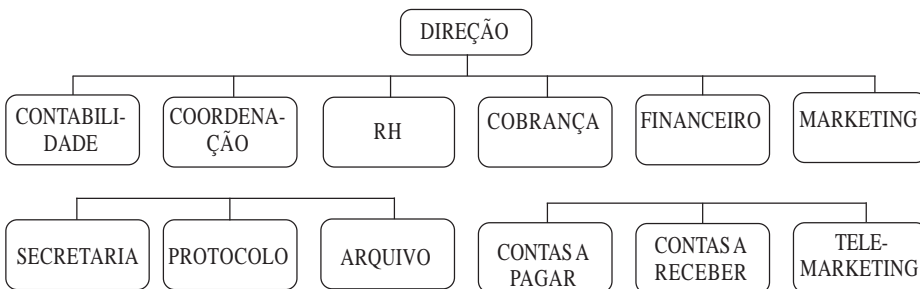 DIREÇÃO
CONTABILI-
DADE
COORDENA-
ÇÃO
RH
COBRANÇA
FINANCEIRO
MARKETING
SECRETARIA
PROTOCOLO
ARQUIVO
CONTAS A
PAGAR
CONTAS A
RECEBER
TELE-
MARKETING